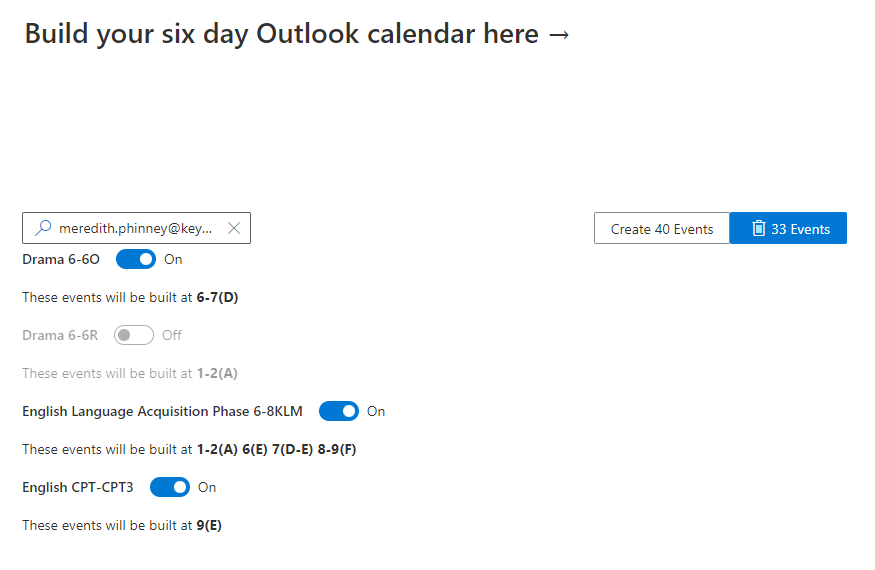 Build your six day Outlook calendar here →
meredith.phinney@key...
Create 40 Events
33 Events
Drama 6-6O
On
These events will be built at 6-7(D)
Drama 6-6R
Off
These events will be built at 1-2(A)
English Language Acquisition Phase 6-8KLM
On
These events will be built at 1-2(A) 6(E) 7(D-E) 8-9(F)
English CPT-CPT3
On
These events will be built at 9(E)